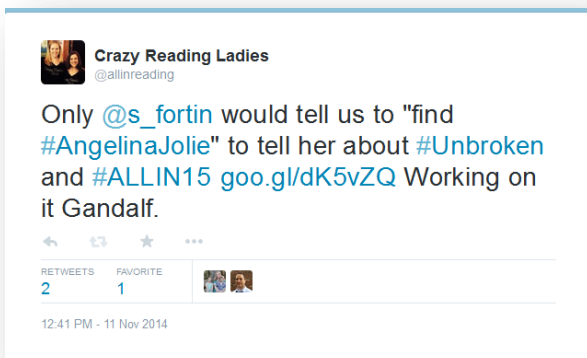 Crazy Reading Ladies
@allinreading
Only @s_fortin would tell us to "find
#AngelinaJolie" to tell her about #Unbroken
and #ALLIN15 goo.gl/dK5vZQ Working on
it Gandalf.
RETWEETS FAVORITE
2 1
12:41 PM - 11 Nov 2014